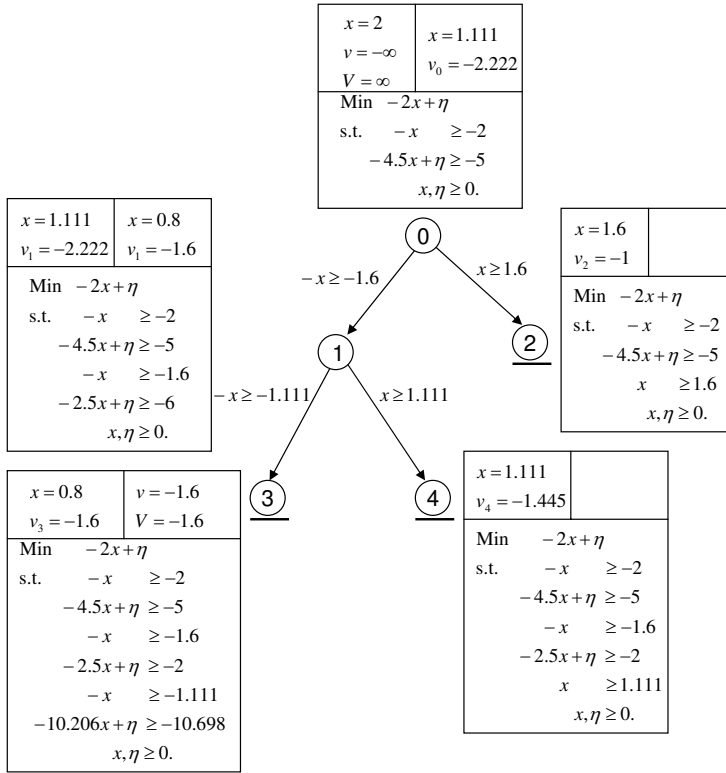 x = 2
v = −∞
V = ∞
x = 1.111
v₀ = −2.222
Min −2x + η
s.t. −x ≥ −2
−4.5x + η ≥ −5
x, η ≥ 0.
0
−x ≥ −1.6
x ≥ 1.6
x = 1.111
v₁ = −2.222
x = 0.8
v₁ = −1.6
Min −2x + η
s.t. −x ≥ −2
−4.5x + η ≥ −5
−x ≥ −1.6
−2.5x + η ≥ −6
x, η ≥ 0.
1
2
x = 1.6
v₂ = −1
Min −2x + η
s.t. −x ≥ −2
−4.5x + η ≥ −5
x ≥ 1.6
x, η ≥ 0.
−x ≥ −1.111
x ≥ 1.111
x = 0.8
v₃ = −1.6
v = −1.6
V = −1.6
Min −2x + η
s.t. −x ≥ −2
−4.5x + η ≥ −5
−x ≥ −1.6
−2.5x + η ≥ −2
−x ≥ −1.111
−10.206x + η ≥ −10.698
x, η ≥ 0.
3
4
x = 1.111
v₄ = −1.445
Min −2x + η
s.t. −x ≥ −2
−4.5x + η ≥ −5
−x ≥ −1.6
−2.5x + η ≥ −2
x ≥ 1.111
x, η ≥ 0.